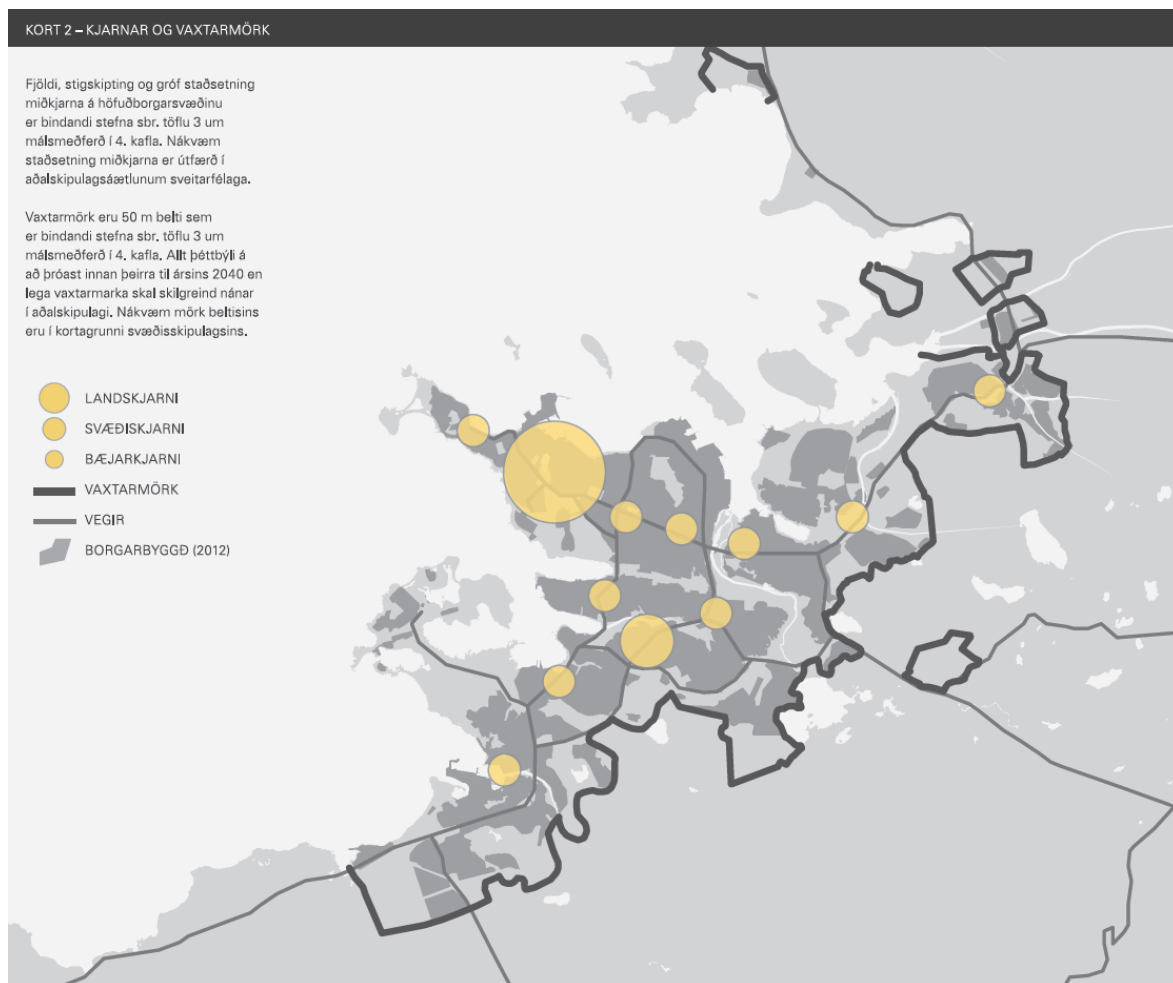 KORT 2 – KJARNAR OG VAXTARMÖRK
Fjöldi, stigskipting og gróf staðsetning
miðkjarna á höfuðborgarsvæðinu
er bindandi stefna sbr. töflu 3 um
málsmeðferð í 4. kafla. Nákvæm
staðsetning miðkjarna er útfærð í
aðalskipulagsáætlunum sveitarfélaga.
Vaxtarmörk eru 50 m belti sem
er bindandi stefna sbr. töflu 3 um
málsmeðferð í 4. kafla. Allt þéttbýli á
að þróast innan þeirra til ársins 2040 en
lega vaxtarmarka skal skilgreind nánar
í aðalskipulagi. Nákvæm mörk beltisins
eru í kortagrunni svæðisskipulagsins.
LANDSKJARNI
SVÆÐISKJARNI
BÆJARKJARNI
VAXTARMÖRK
VEGIR
BORGARBYGGÐ (2012)